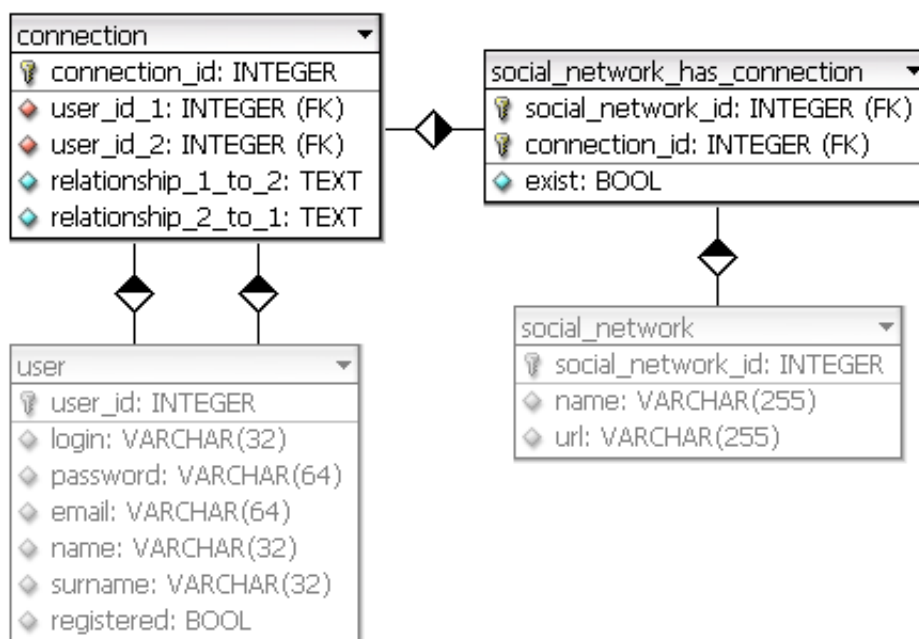 connection
connection_id: INTEGER
user_id_1: INTEGER (FK)
user_id_2: INTEGER (FK)
relationship_1_to_2: TEXT
relationship_2_to_1: TEXT
social_network_has_connection
social_network_id: INTEGER (FK)
connection_id: INTEGER (FK)
exist: BOOL
user
user_id: INTEGER
login: VARCHAR(32)
password: VARCHAR(64)
email: VARCHAR(64)
name: VARCHAR(32)
surname: VARCHAR(32)
registered: BOOL
social_network
social_network_id: INTEGER
name: VARCHAR(255)
url: VARCHAR(255)